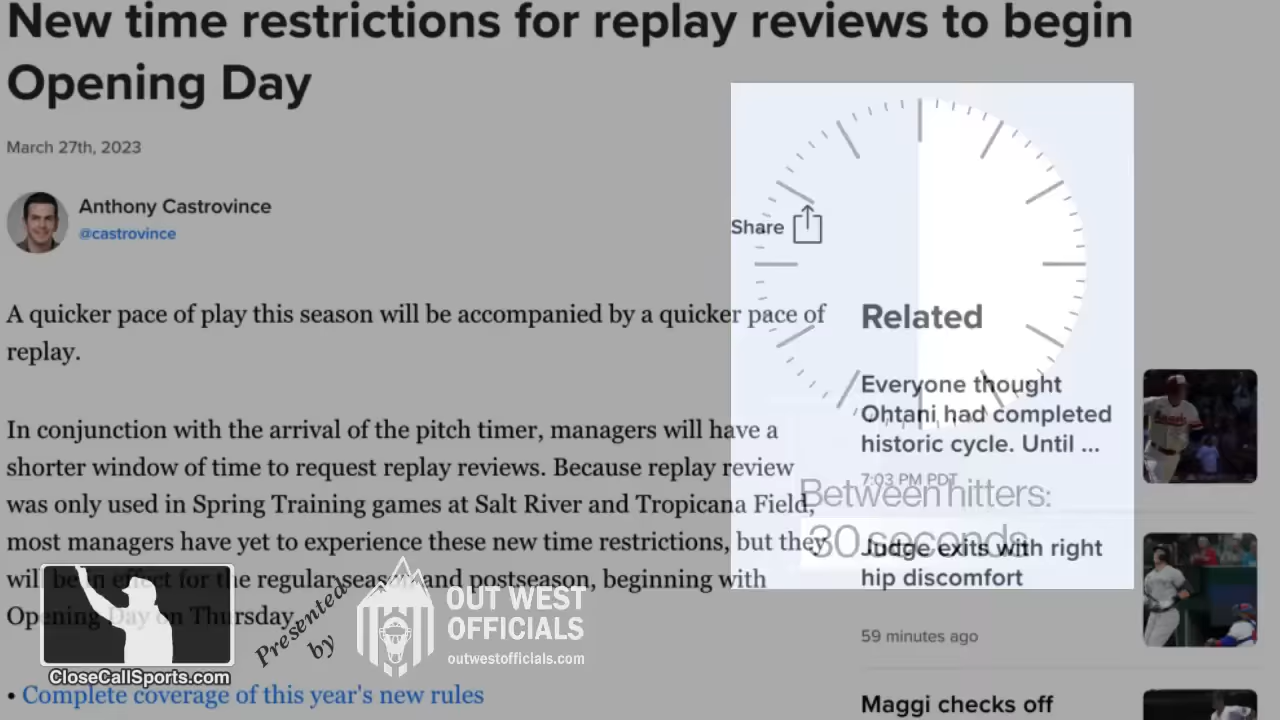 New time restrictions for replay reviews to begin
Opening Day
March 27th, 2023
Anthony Castrovince
@castrovince
Share
A quicker pace of play this season will be accompanied by a quicker pace of
replay.
In conjunction with the arrival of the pitch timer, managers will have a
shorter window of time to request replay reviews. Because replay review
was only used in Spring Training games at Salt River and Tropicana Field,
most managers have yet to experience these new time restrictions, but they
will be in effect for the regular season and postseason, beginning with
Opening Day on Thursday.
• Complete coverage of this year's new rules
Related
Everyone thought
Ohtani had completed
historic cycle. Until ...
7:03 PM PDT
Between hitters:
30 seconds
Judge exits with right
hip discomfort
59 minutes ago
Maggi checks off
CloseCallSports.com
Presented
by
OUT WEST
OFFICIALS
outwestofficials.com